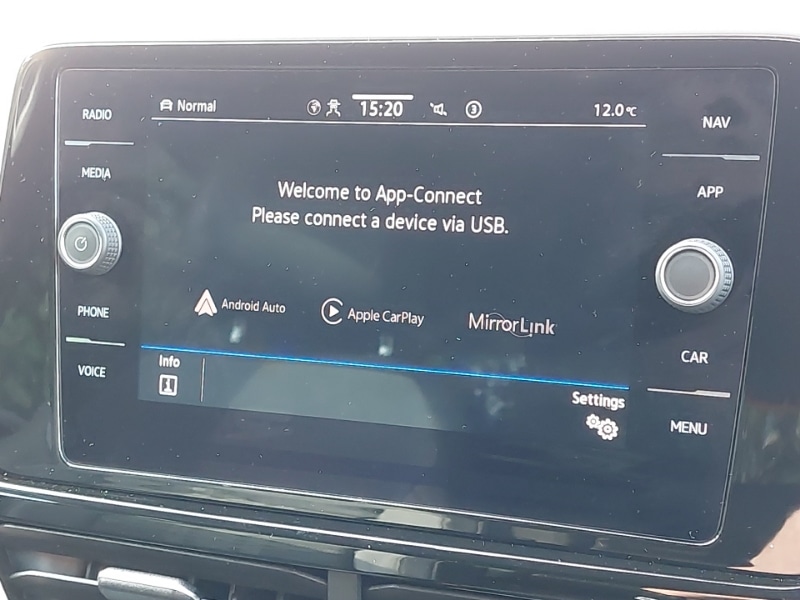 RADIO
MEDIA
PHONE
VOICE
Normal
15:20
3
12.0°C
Welcome to App-Connect
Please connect a device via USB.
Android Auto
Apple CarPlay
MirrorLink
Info
Settings
NAV
APP
CAR
MENU